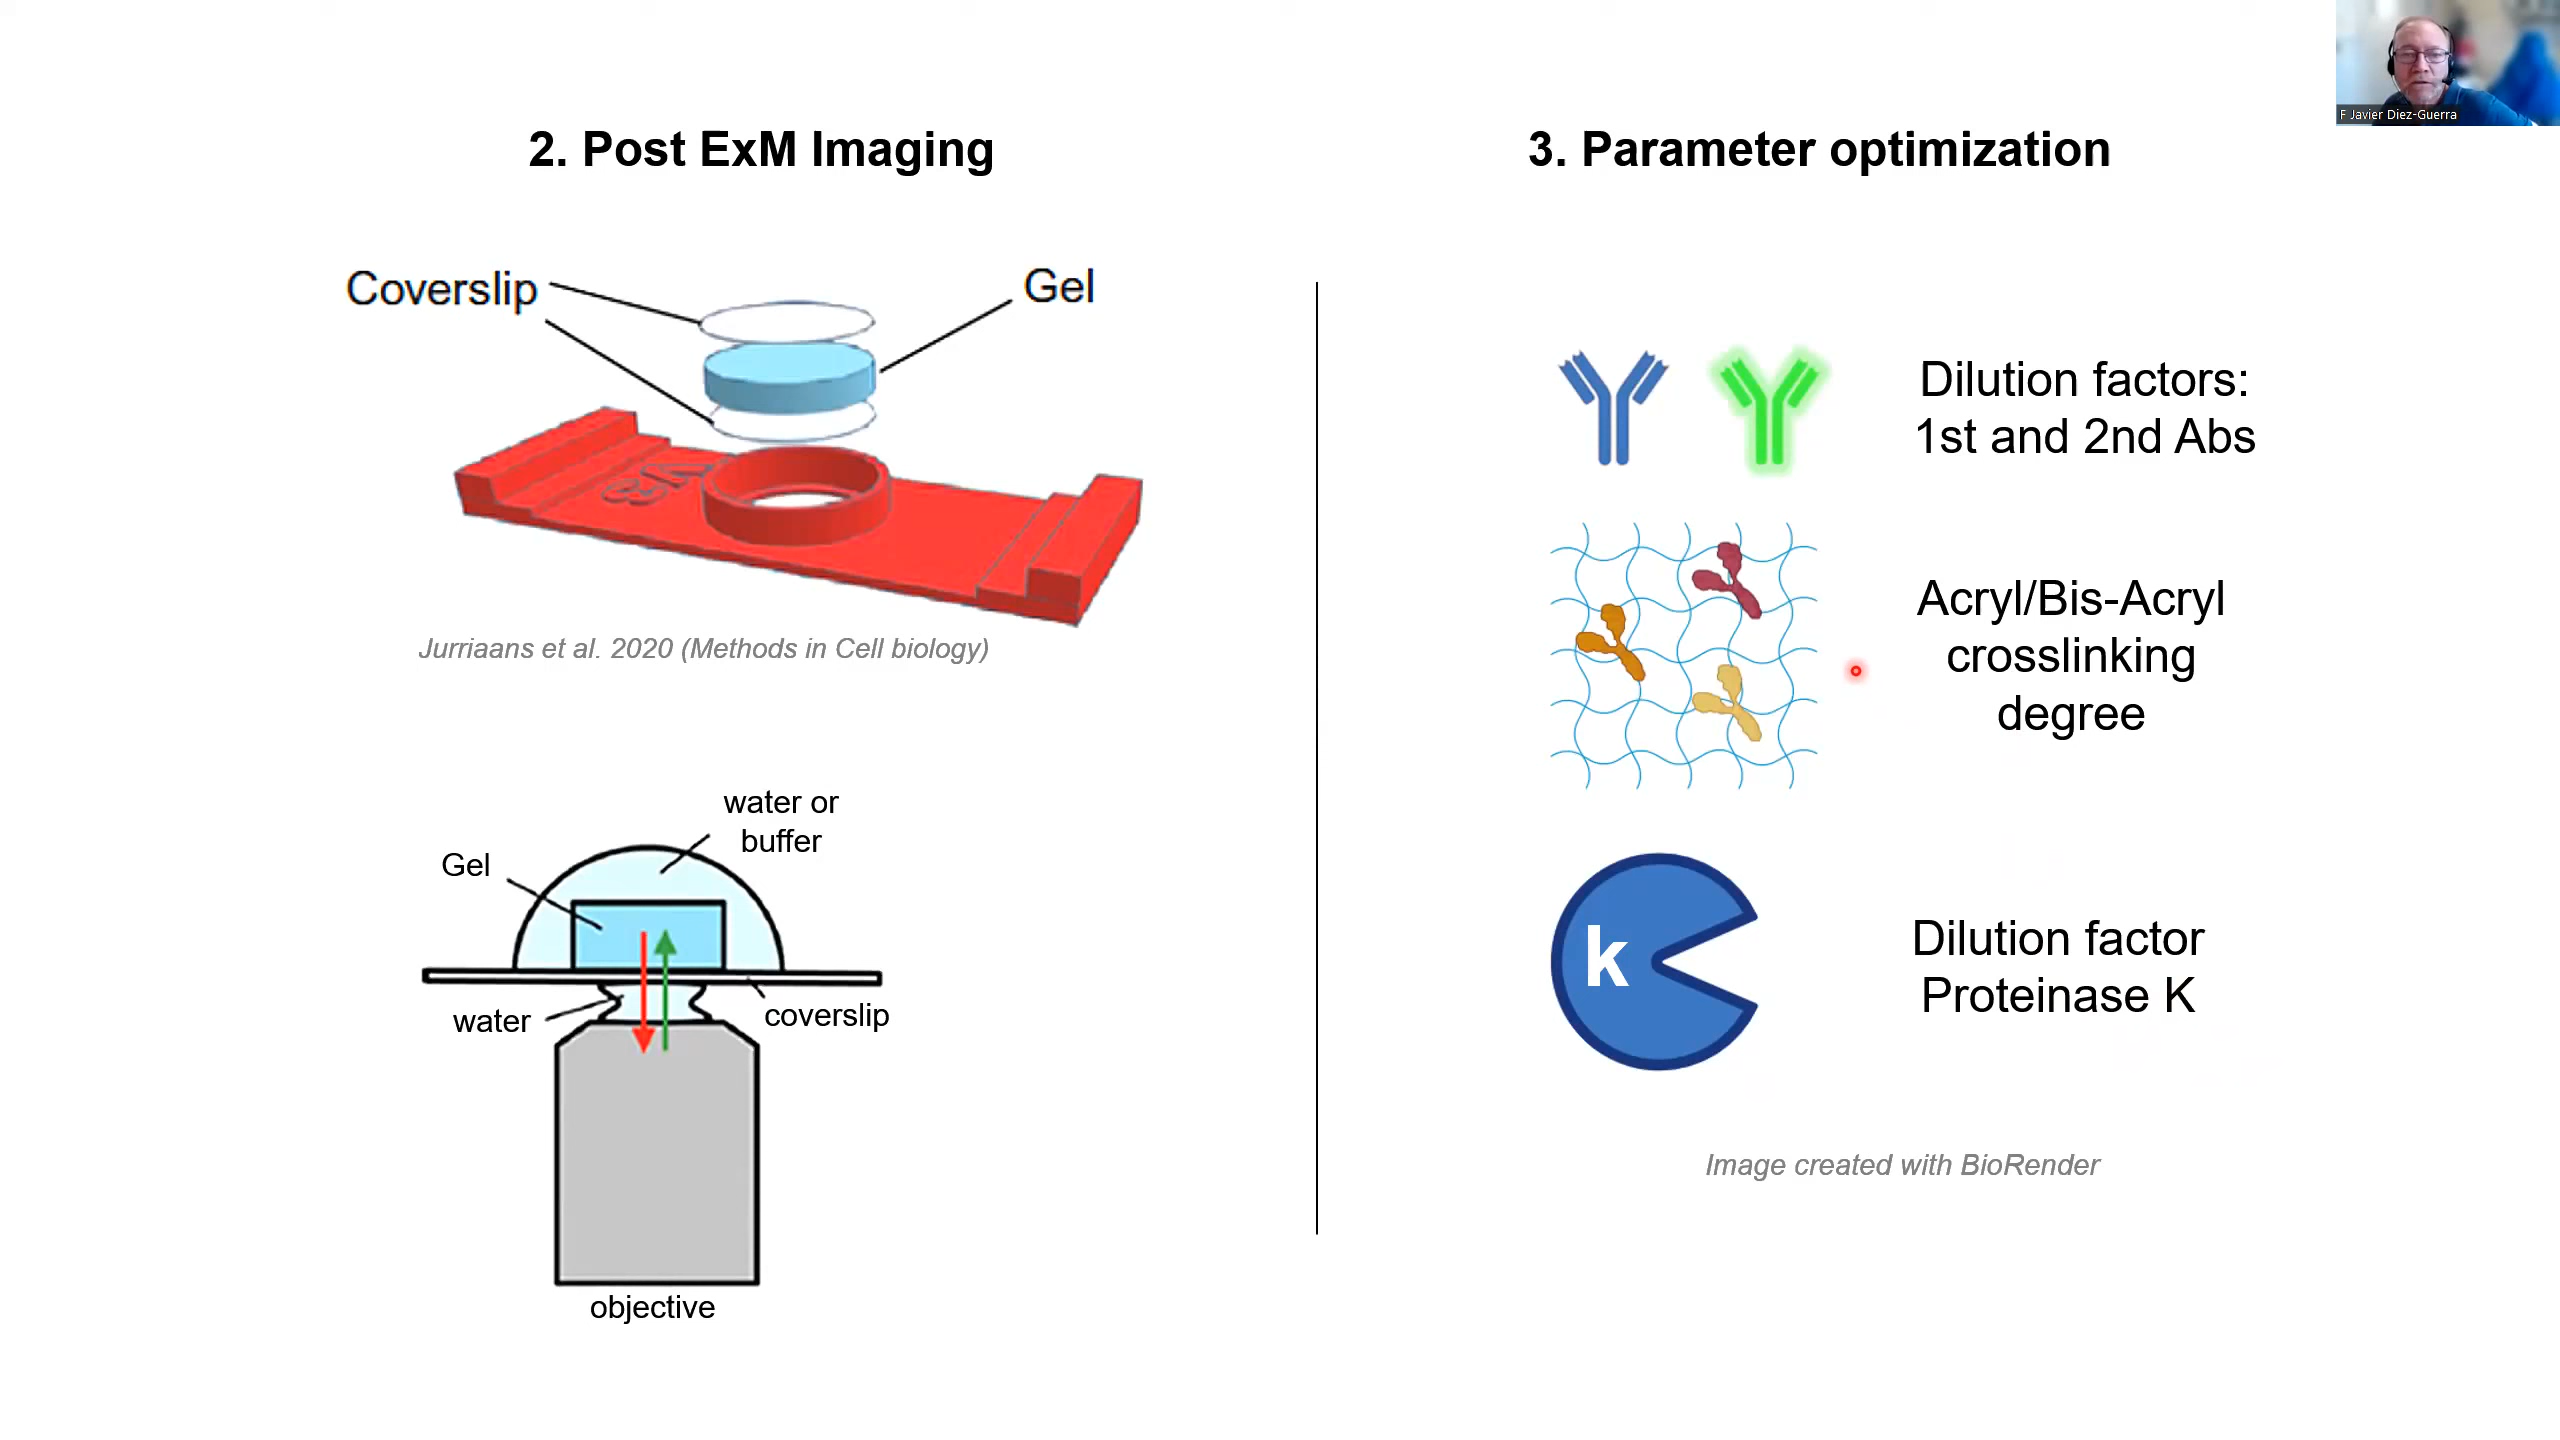 F Javier Diez-Guerra
2. Post ExM Imaging
Coverslip
Gel
Jurriaans et al. 2020 (Methods in Cell biology)
water or
buffer
Gel
water
coverslip
objective
3. Parameter optimization
Dilution factors:
1st and 2nd Abs
Acryl/Bis-Acryl
crosslinking
degree
k
Dilution factor
Proteinase K
Image created with BioRender